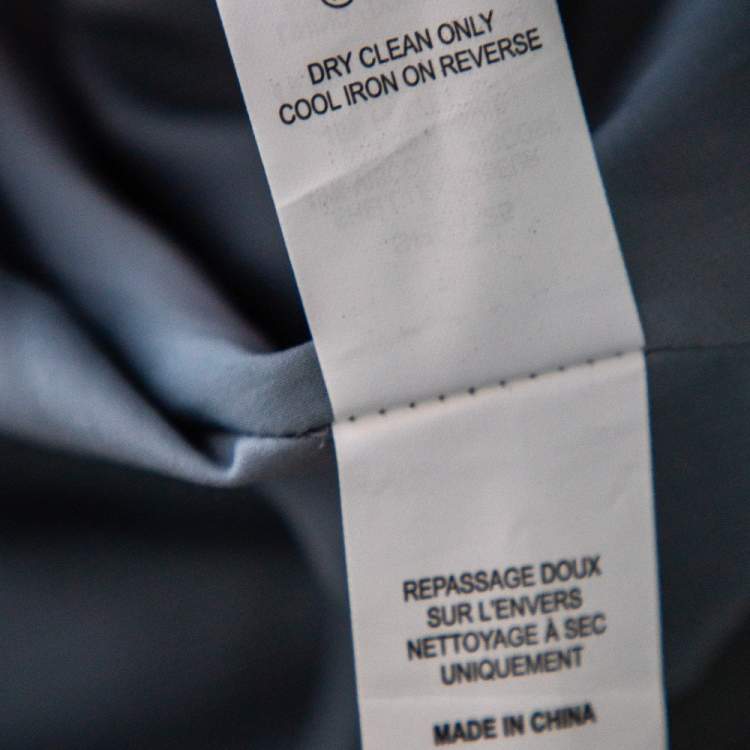 DRY CLEAN ONLY
COOL IRON ON REVERSE
REPASSAGE DOUX
SUR L'ENVERS
NETTOYAGE À SEC
UNIQUEMENT
MADE IN CHINA